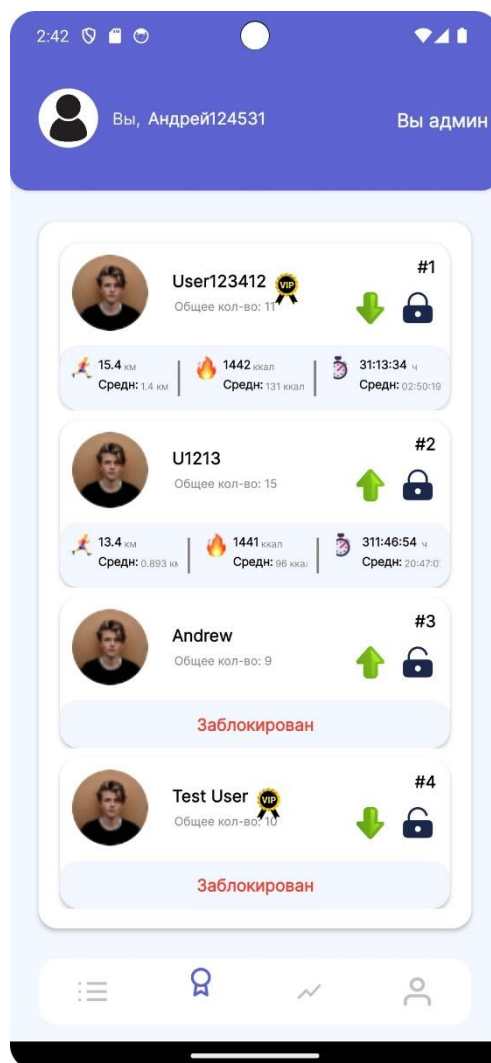 2:42
Вы, Андрей124531
Вы админ
#1
User123412 VIP
Общее кол-во: 11
15.4 км
1442 ккал
31:13:34 ч
Средн: 1.4 км
Средн: 131 ккал
Средн: 02:50:19
#2
U1213
Общее кол-во: 15
13.4 км
1441 ккал
311:46:54 ч
Средн: 0.893 км
Средн: 96 ккал
Средн: 20:47:0
#3
Andrew
Общее кол-во: 9
Заблокирован
#4
Test User VIP
Общее кол-во: 10
Заблокирован